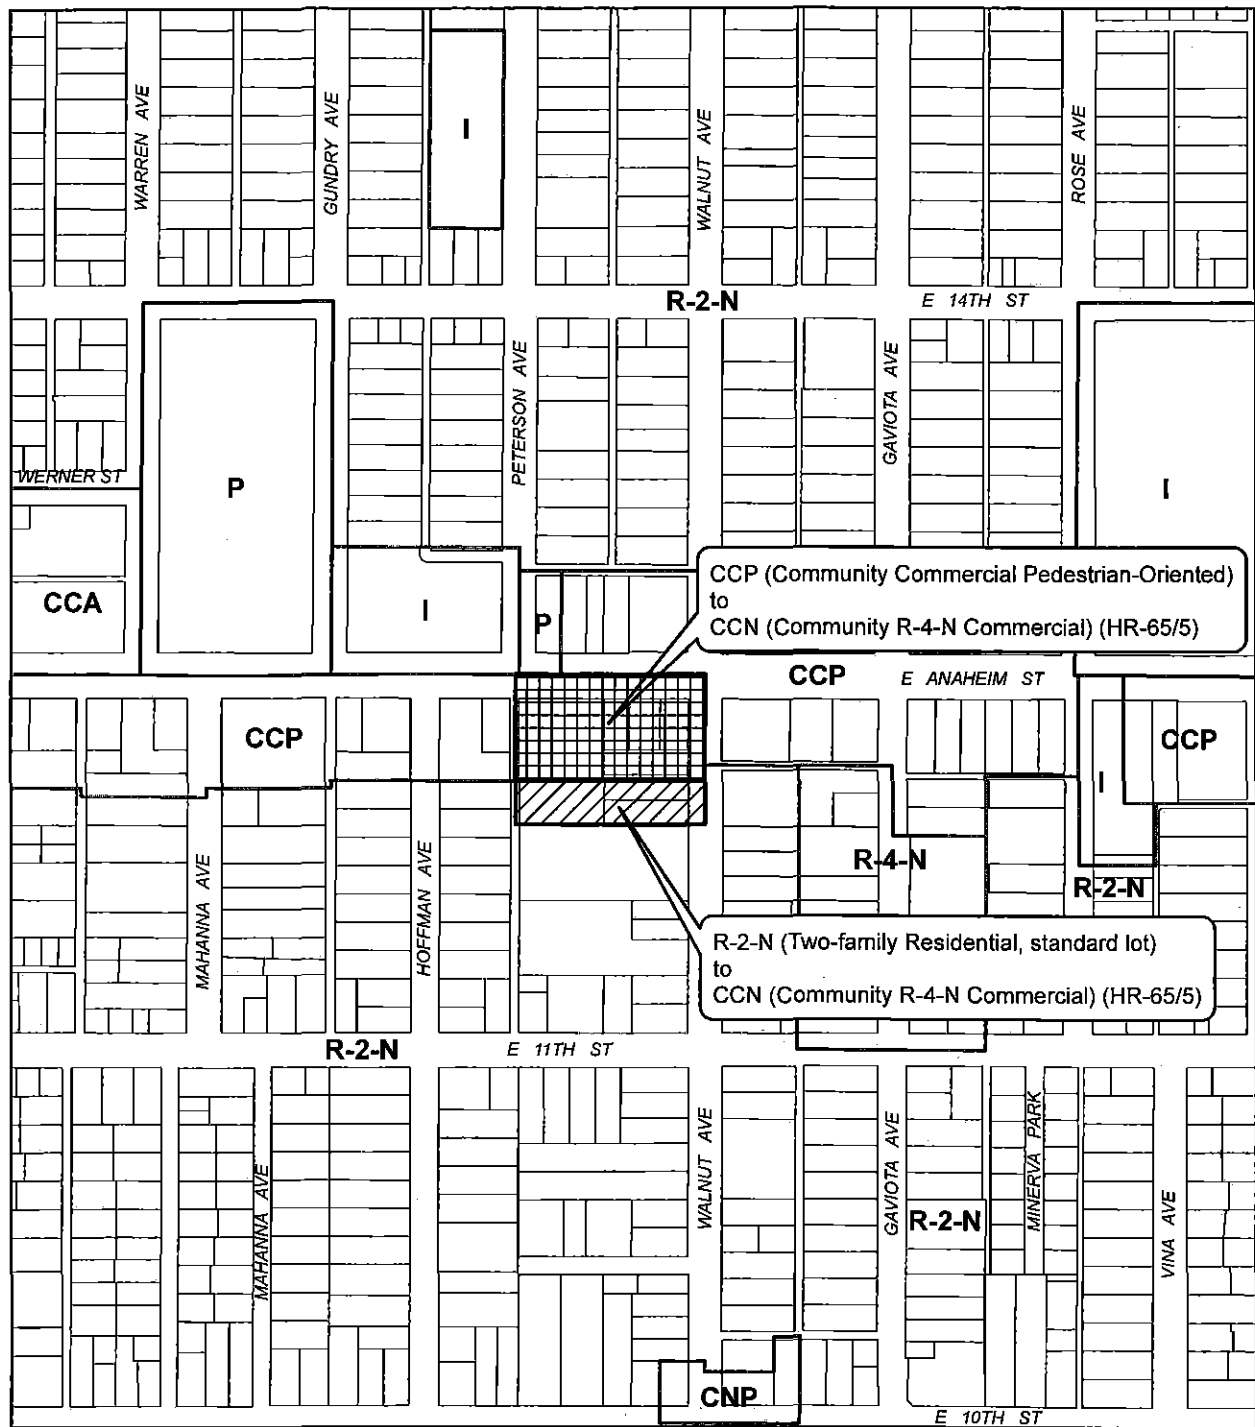 WARREN AVE
GUNDRY AVE
I
WALNUT AVE
ROSE AVE
R-2-N
E 14TH ST
PETERSON AVE
GAVIOTA AVE
WERNER ST
P
I
CCA
I
P
CCP (Community Commercial Pedestrian-Oriented)
to
CCN (Community R-4-N Commercial) (HR-65/5)
CCP
E ANAHEIM ST
CCP
CCP
I
MAHANNA AVE
HOFFMAN AVE
R-4-N
R-2-N
R-2-N (Two-family Residential, standard lot)
to
CCN (Community R-4-N Commercial) (HR-65/5)
R-2-N
E 11TH ST
MAHANNA AVE
WALNUT AVE
GAVIOTA AVE
R-2-N
MINERVA PARK
VINA AVE
CNP
E 10TH ST